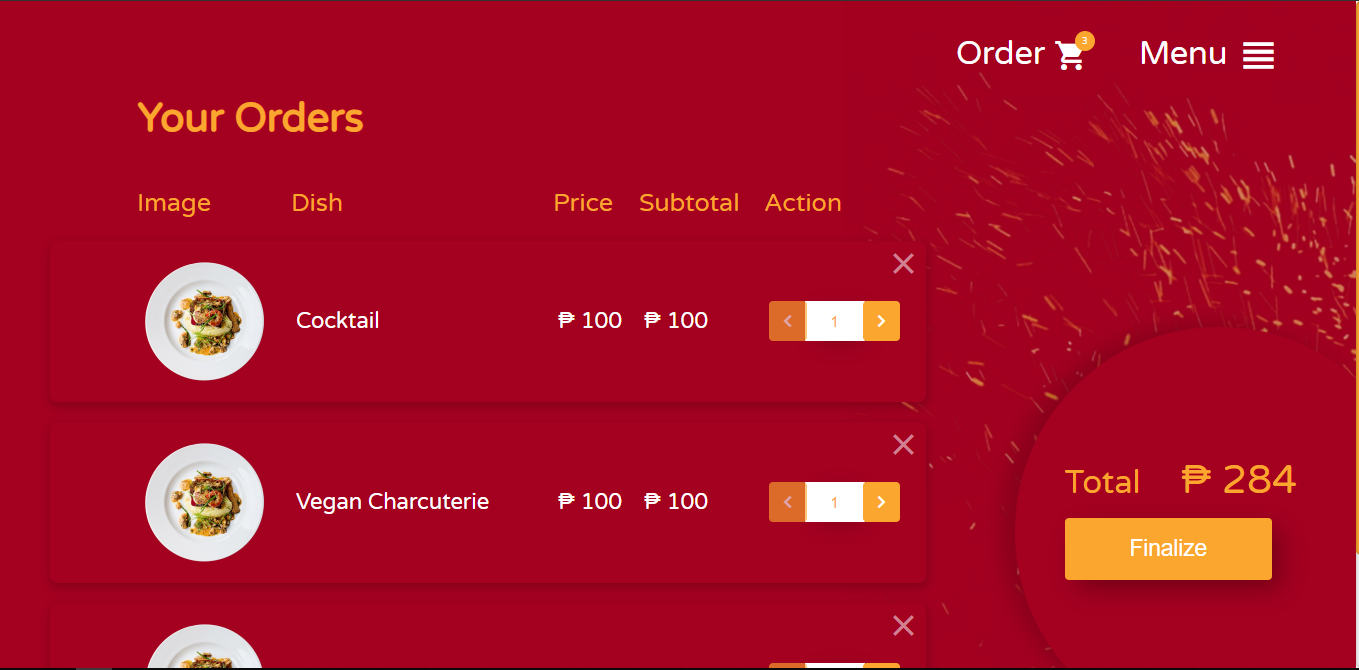 Order 3 Menu
Your Orders
Image Dish Price Subtotal Action
Cocktail ₱ 100 ₱ 100 1
Vegan Charcuterie ₱ 100 ₱ 100 1
Total ₱ 284
Finalize